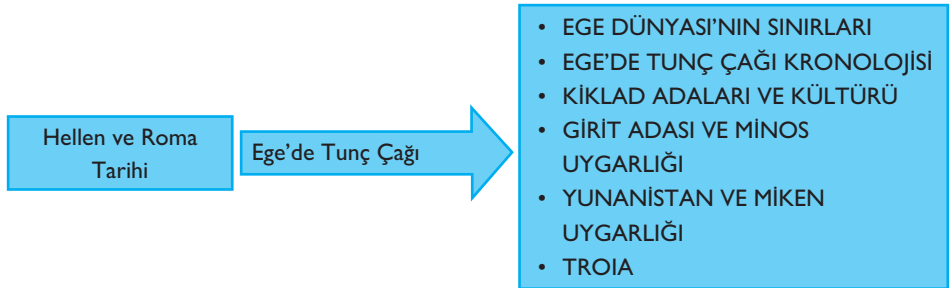 Hellen ve Roma
Tarihi
Ege’de Tunç Çağı
• EGE DÜNYASI’NIN SINIRLARI
• EGE’DE TUNÇ ÇAĞI KRONOLOJİSİ
• KİKLAD ADALARI VE KÜLTÜRÜ
• GİRİT ADASI VE MİNOS
UYGARLIĞI
• YUNANİSTAN VE MİKEN
UYGARLIĞI
• TROIA